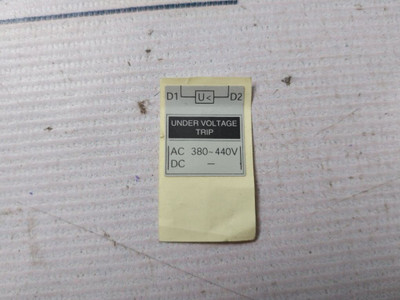 D1 U< D2
UNDER VOLTAGE
TRIP
AC 380~440V
DC —